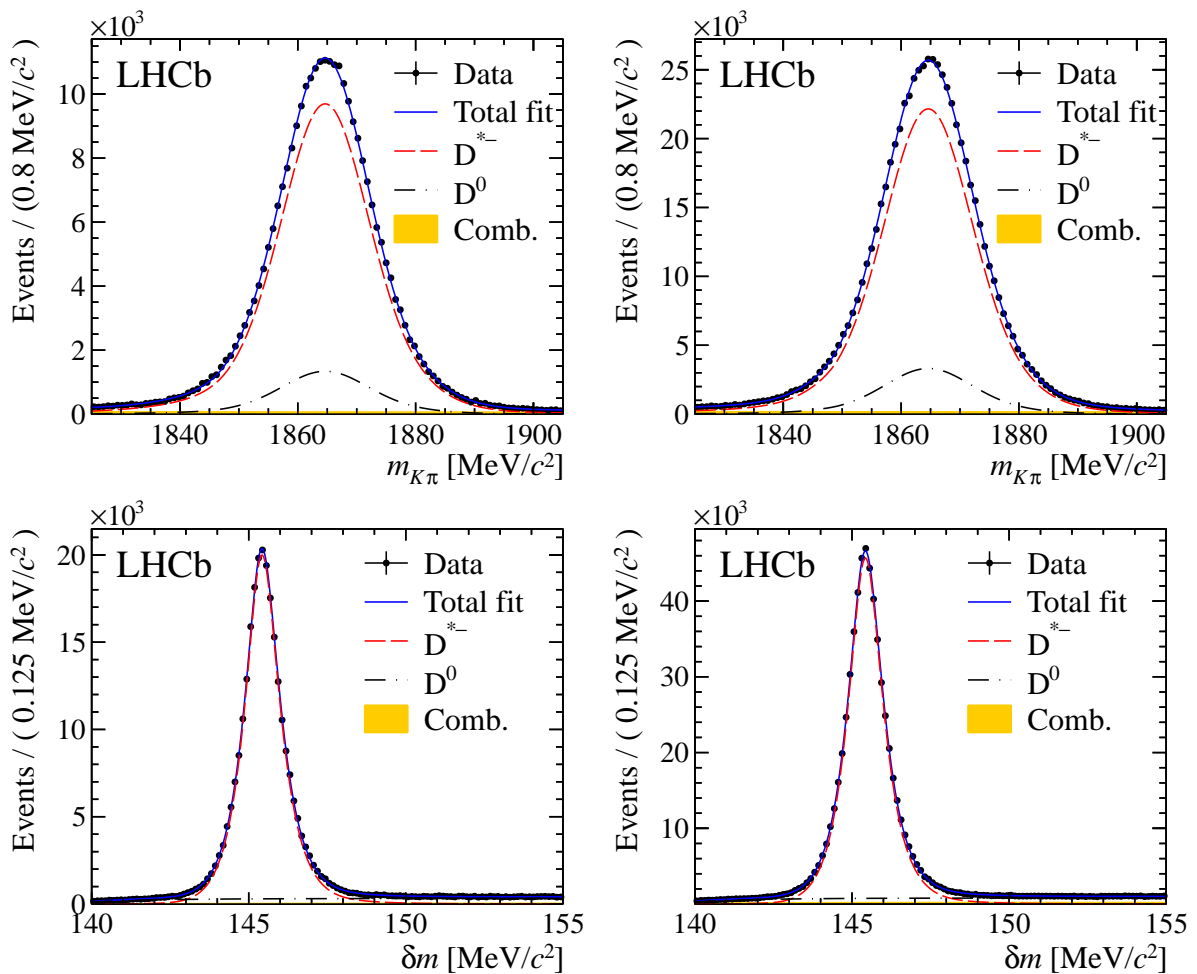 ×10³
LHCb
Data
Total fit
D*−
D⁰
Comb.
Events / (0.8 MeV/c²)
10
8
6
4
2
0
1840 1860 1880 1900
mKπ [MeV/c²]
×10³
LHCb
Data
Total fit
D*−
D⁰
Comb.
Events / (0.8 MeV/c²)
25
20
15
10
5
0
1840 1860 1880 1900
mKπ [MeV/c²]
×10³
LHCb
Data
Total fit
D*−
D⁰
Comb.
Events / ( 0.125 MeV/c²)
20
15
10
5
0
140 145 150 155
δm [MeV/c²]
×10³
LHCb
Data
Total fit
D*−
D⁰
Comb.
Events / ( 0.125 MeV/c²)
40
30
20
10
140 145 150 155
δm [MeV/c²]